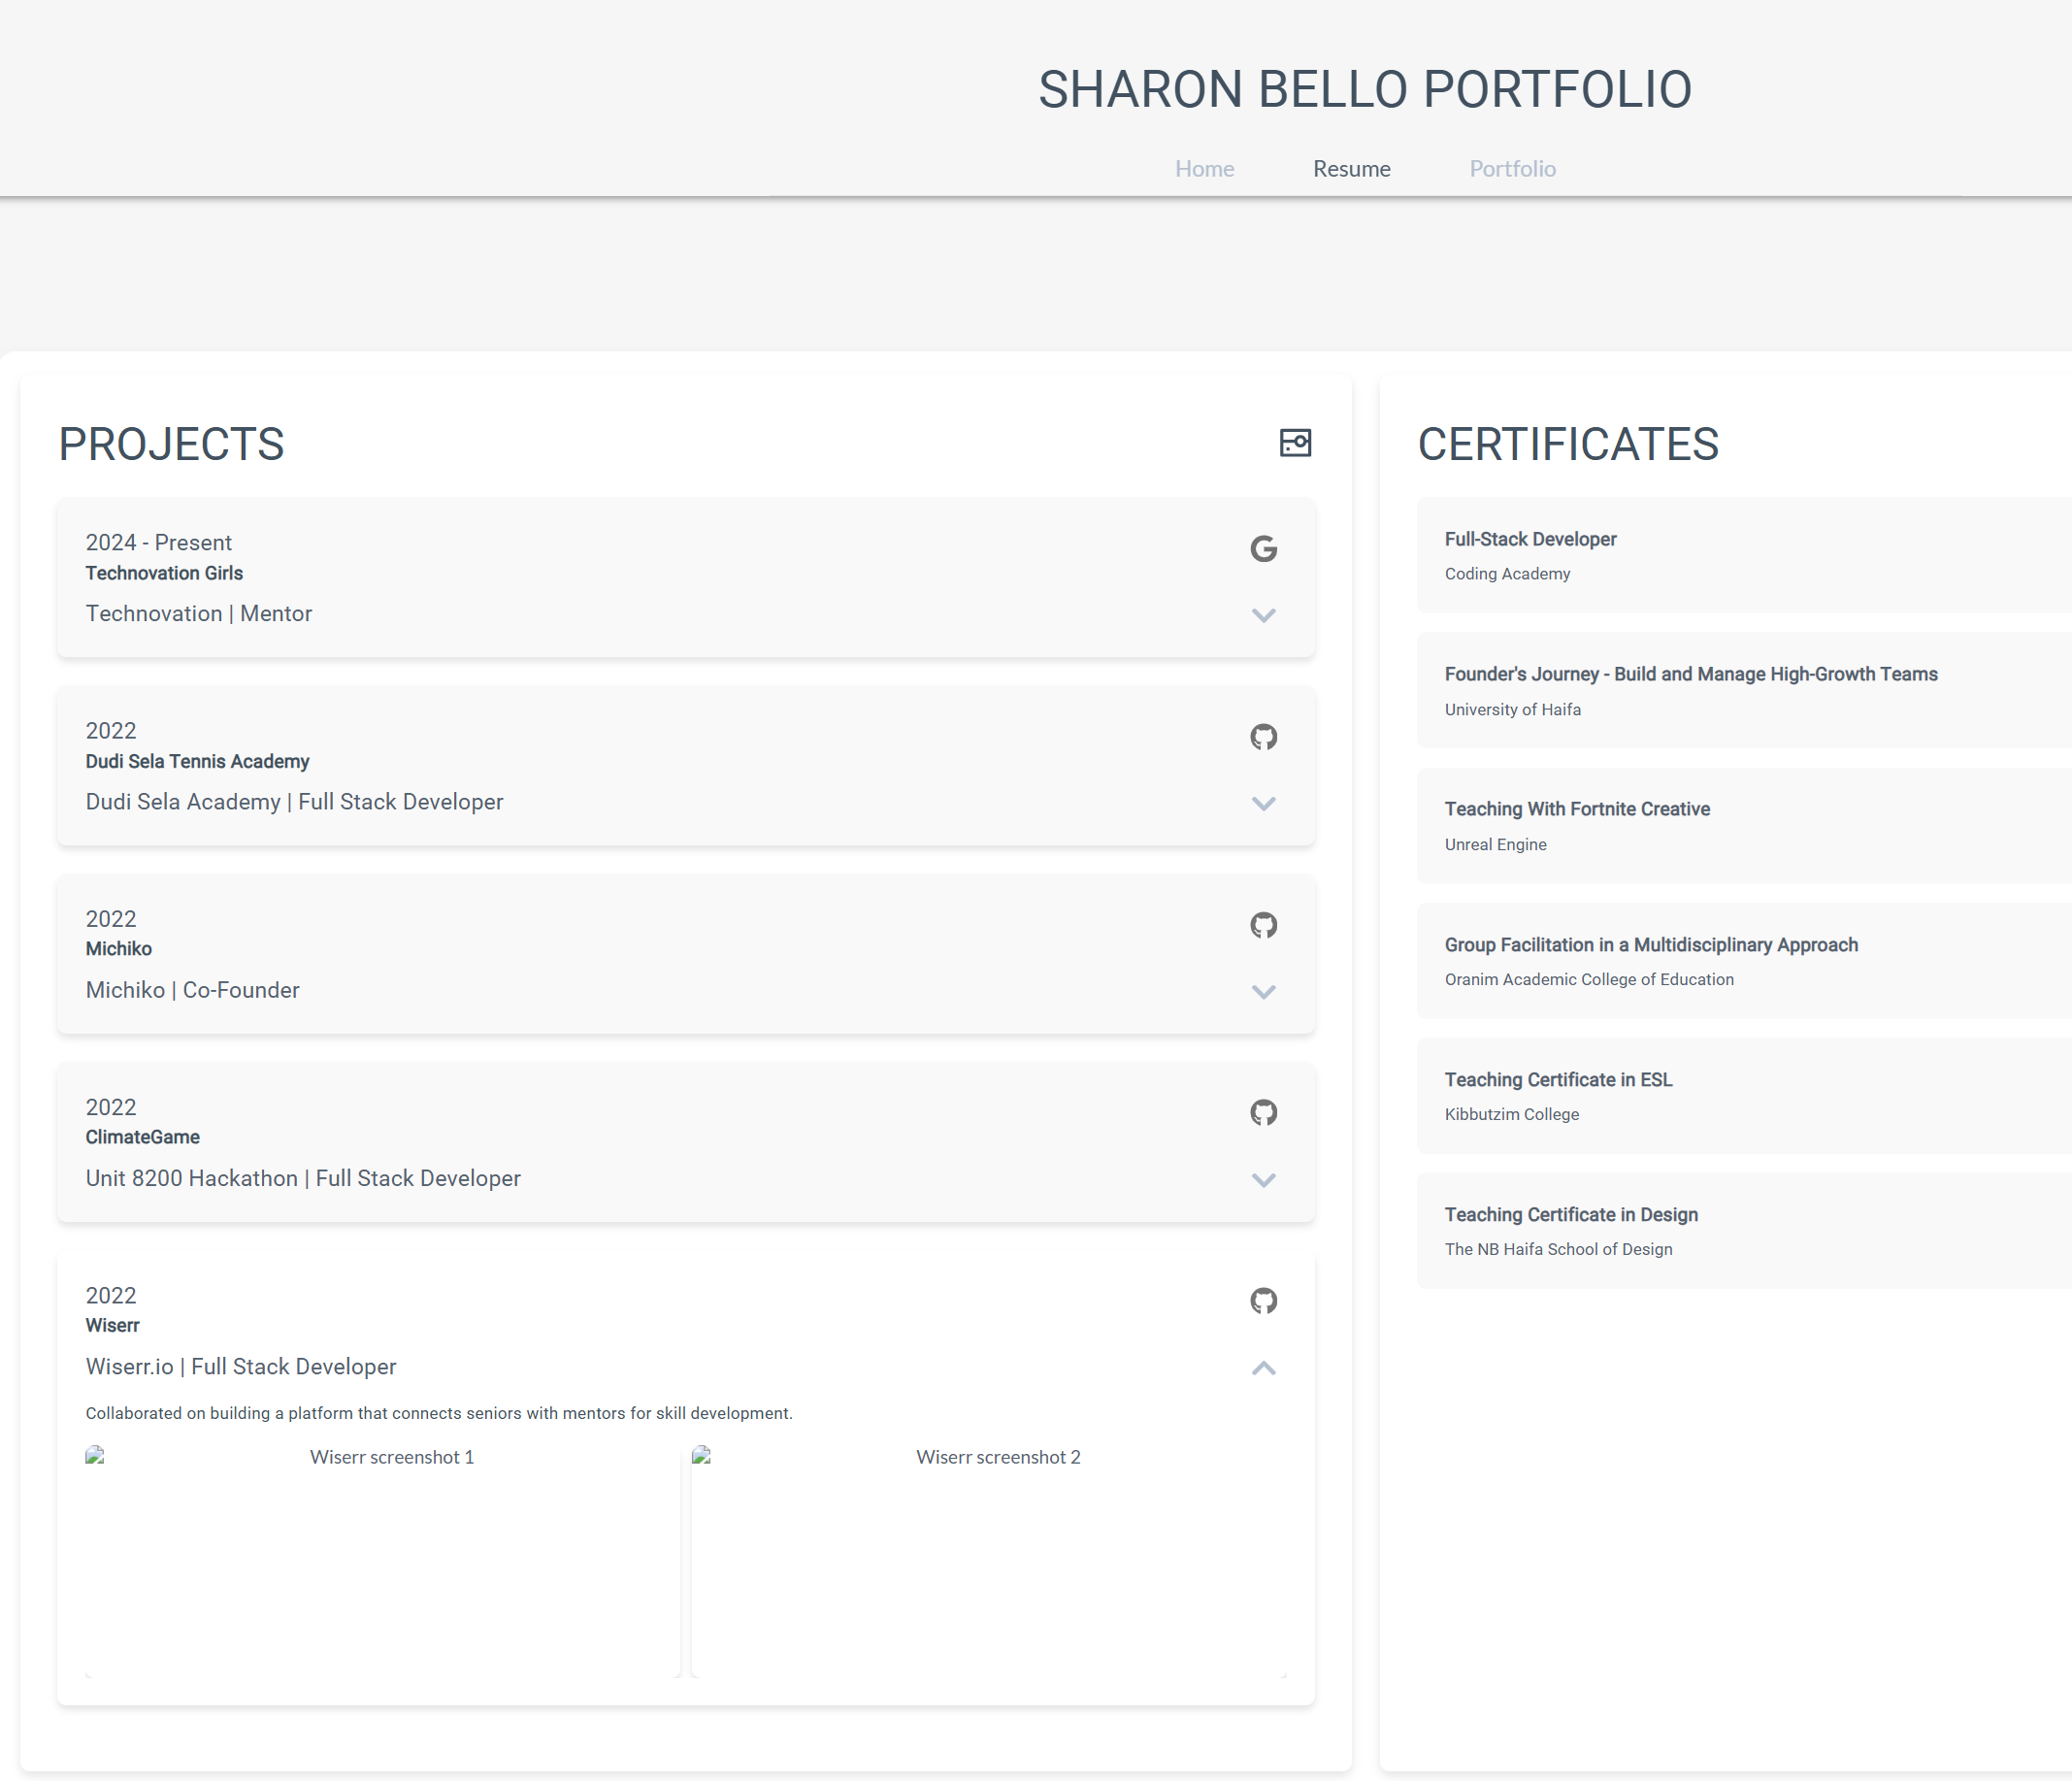 SHARON BELLO PORTFOLIO
Home Resume Portfolio
PROJECTS
2024 - Present
Technovation Girls
Technovation | Mentor
2022
Dudi Sela Tennis Academy
Dudi Sela Academy | Full Stack Developer
2022
Michiko
Michiko | Co-Founder
2022
ClimateGame
Unit 8200 Hackathon | Full Stack Developer
2022
Wiserr
Wiserr.io | Full Stack Developer
Collaborated on building a platform that connects seniors with mentors for skill development.
Wiserr screenshot 1
Wiserr screenshot 2
CERTIFICATES
Full-Stack Developer
Coding Academy
Founder's Journey - Build and Manage High-Growth Teams
University of Haifa
Teaching With Fortnite Creative
Unreal Engine
Group Facilitation in a Multidisciplinary Approach
Oranim Academic College of Education
Teaching Certificate in ESL
Kibbutzim College
Teaching Certificate in Design
The NB Haifa School of Design